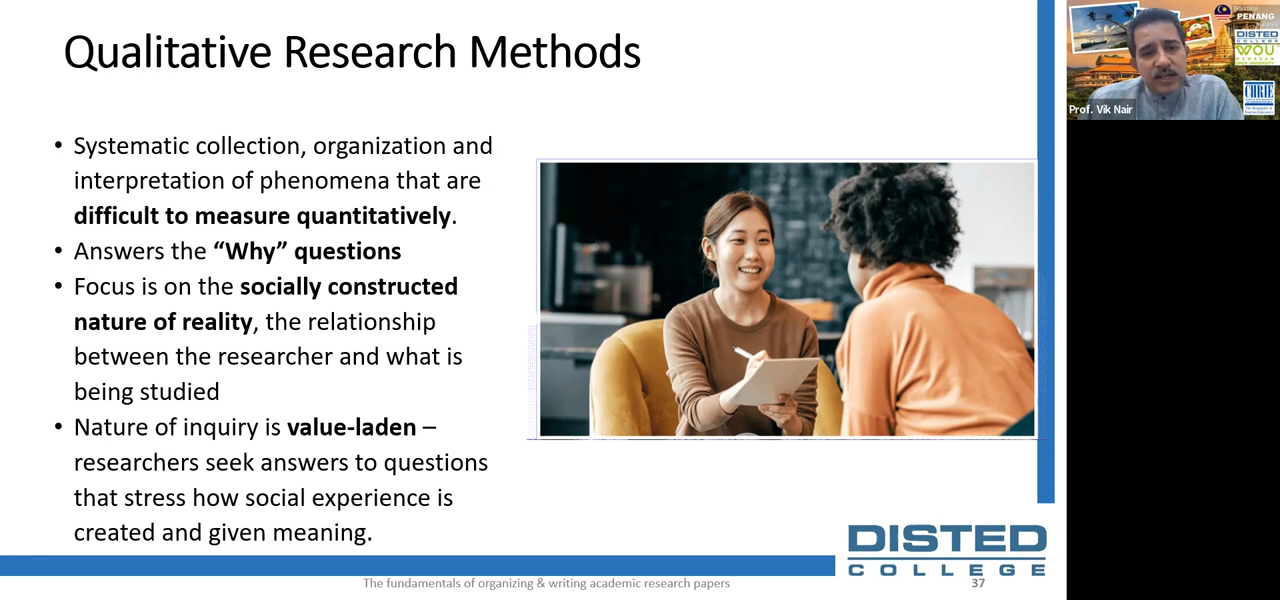 Qualitative Research Methods
• Systematic collection, organization and
interpretation of phenomena that are
difficult to measure quantitatively.
• Answers the “Why” questions
• Focus is on the socially constructed
nature of reality, the relationship
between the researcher and what is
being studied
• Nature of inquiry is value-laden –
researchers seek answers to questions
that stress how social experience is
created and given meaning.
DISTED
COLLEGE
The fundamentals of organizing & writing academic research papers
37
PENANG
DISTED
COLLEGE
WOU
CHRIE
Prof. Vik Nair